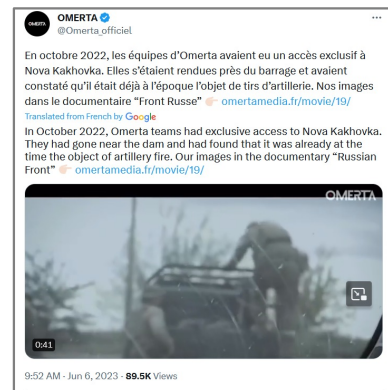 OMERTA
OMERTA
@Omerta_officiel
En octobre 2022, les équipes d'Omerta avaient eu un accès exclusif à
Nova Kakhovka. Elles s'étaient rendues près du barrage et avaient
constaté qu'il était déjà à l'époque l'objet de tirs d'artillerie. Nos images
dans le documentaire “Front Russe” 👉🏻 omertamedia.fr/movie/19/
Translated from French by Google
In October 2022, Omerta teams had exclusive access to Nova Kakhovka.
They had gone near the dam and had found that it was already at the
time the object of artillery fire. Our images in the documentary “Russian
Front” 👉🏻 omertamedia.fr/movie/19/
OMERTA
0:41
9:52 AM · Jun 6, 2023 · 89.5K Views